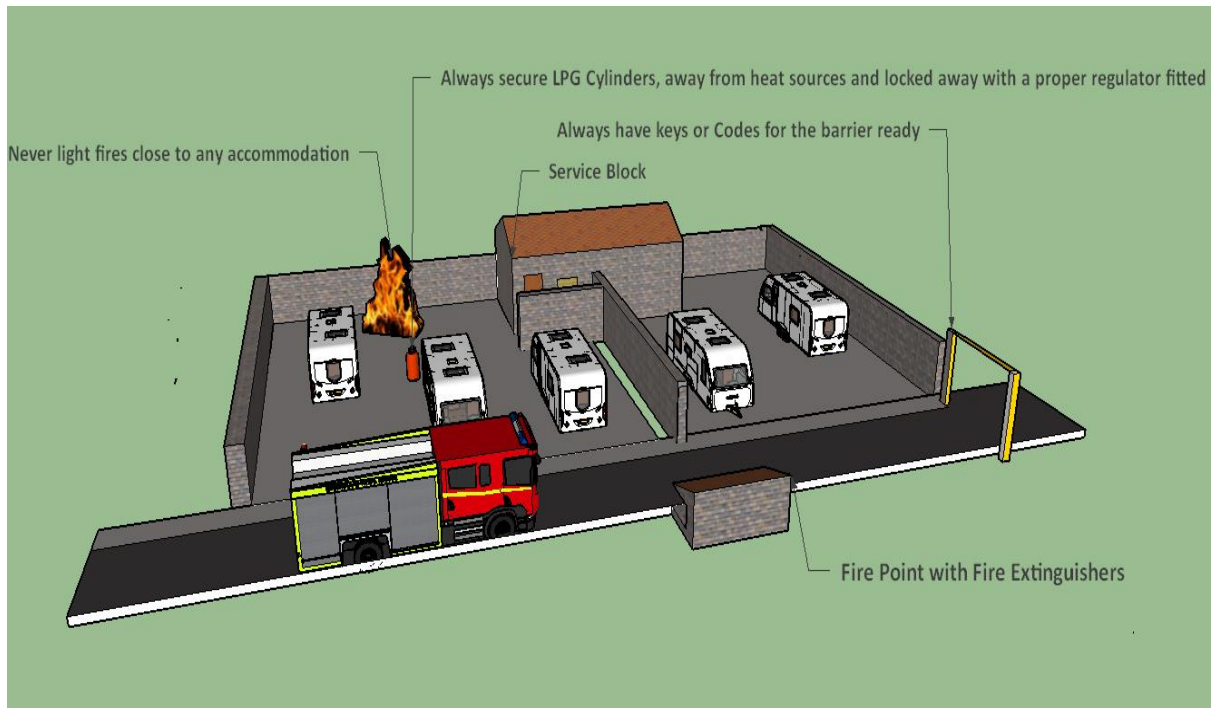 Always secure LPG Cylinders, away from heat sources and locked away with a proper regulator fitted
Always have keys or Codes for the barrier ready
Never light fires close to any accommodation
Service Block
Fire Point with Fire Extinguishers